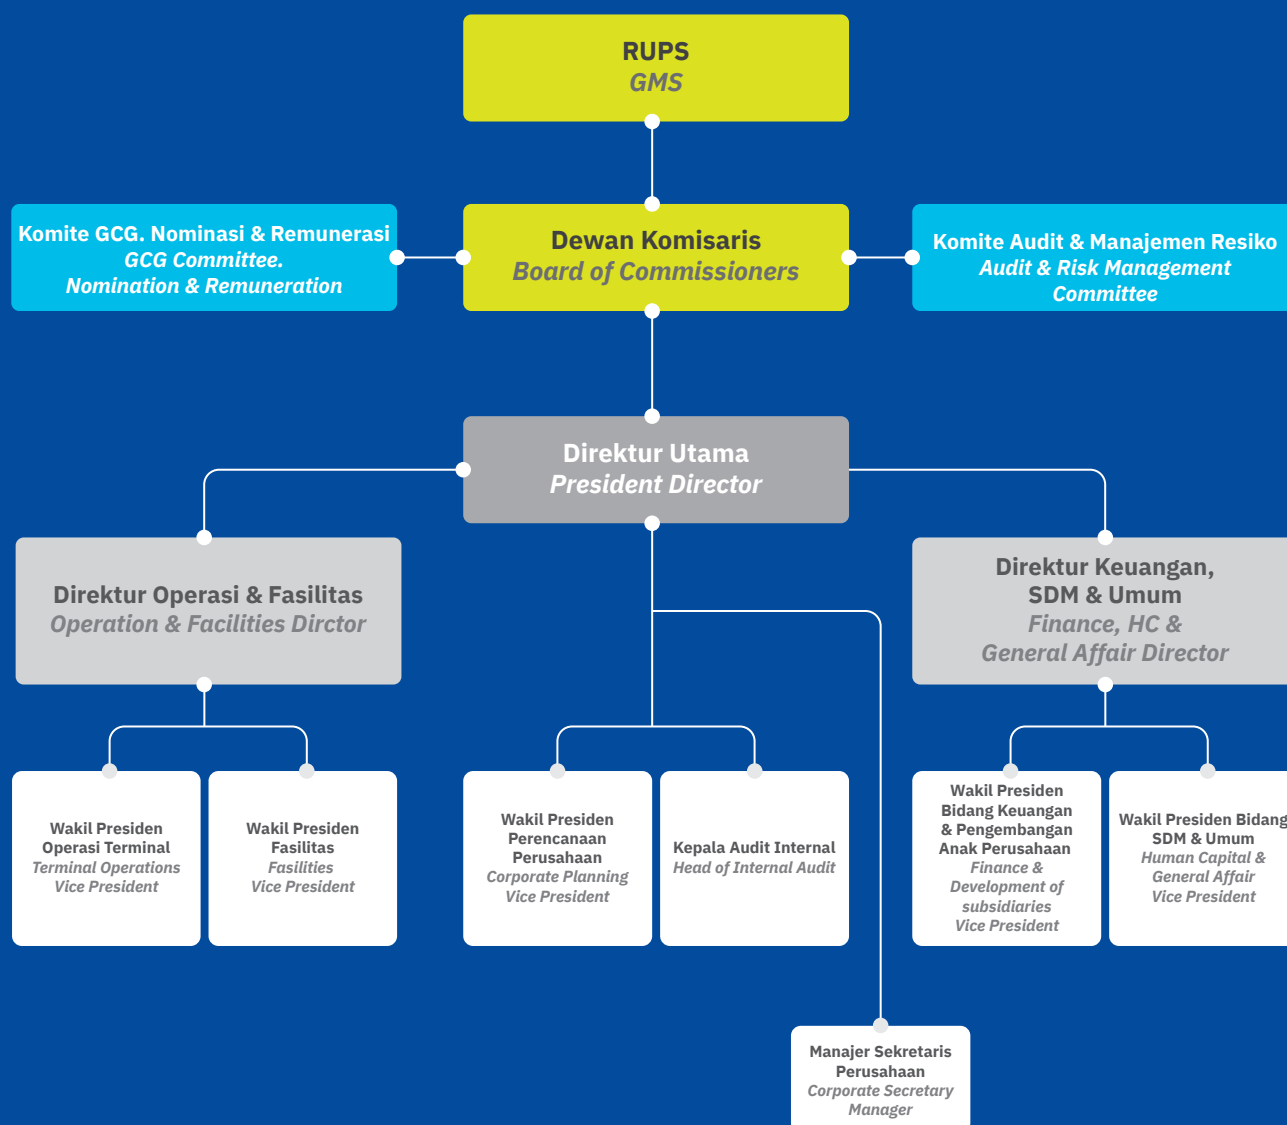 RUPS
GMS
Komite GCG. Nominasi & Remunerasi
GCG Committee.
Nomination & Remuneration
Dewan Komisaris
Board of Commissioners
Komite Audit & Manajemen Resiko
Audit & Risk Management
Committee
Direktur Utama
President Director
Direktur Operasi & Fasilitas
Operation & Facilities Dirctor
Direktur Keuangan,
SDM & Umum
Finance, HC &
General Affair Director
Wakil Presiden
Operasi Terminal
Terminal Operations
Vice President
Wakil Presiden
Fasilitas
Fasilities
Vice President
Wakil Presiden
Perencanaan
Perusahaan
Corporate Planning
Vice President
Kepala Audit Internal
Head of Internal Audit
Wakil Presiden
Bidang Keuangan
& Pengembangan
Anak Perusahaan
Finance &
Development of
subsidiaries
Vice President
Wakil Presiden Bidang
SDM & Umum
Human Capital &
General Affair
Vice President
Manajer Sekretaris
Perusahaan
Corporate Secretary
Manager